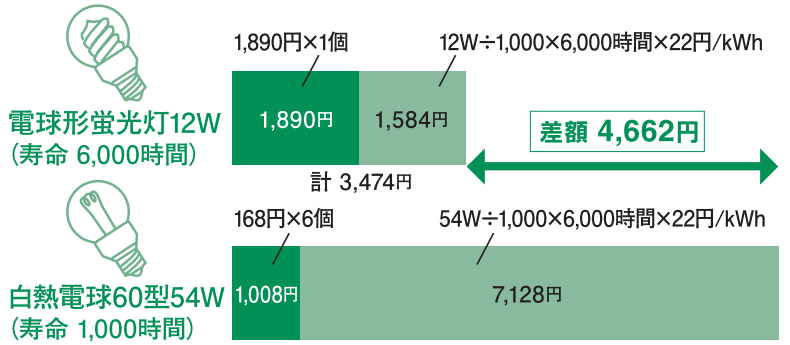 1,890円×1個
12W÷1,000×6,000時間×22円/kWh
電球形蛍光灯12W
(寿命 6,000時間)
1,890円
1,584円
差額 4,662円
計 3,474円
168円×6個
54W÷1,000×6,000時間×22円/kWh
白熱電球60型54W
(寿命 1,000時間)
1,008円
7,128円